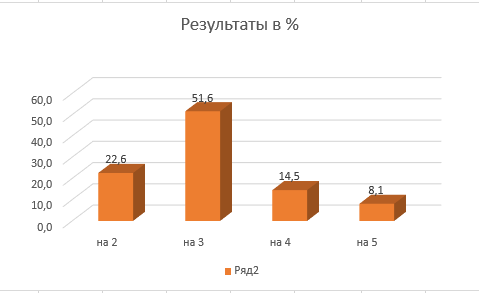 Результаты в %
60,0
50,0
40,0
30,0
20,0
10,0
0,0
22,6
51,6
14,5
8,1
на 2
на 3
на 4
на 5
Ряд2